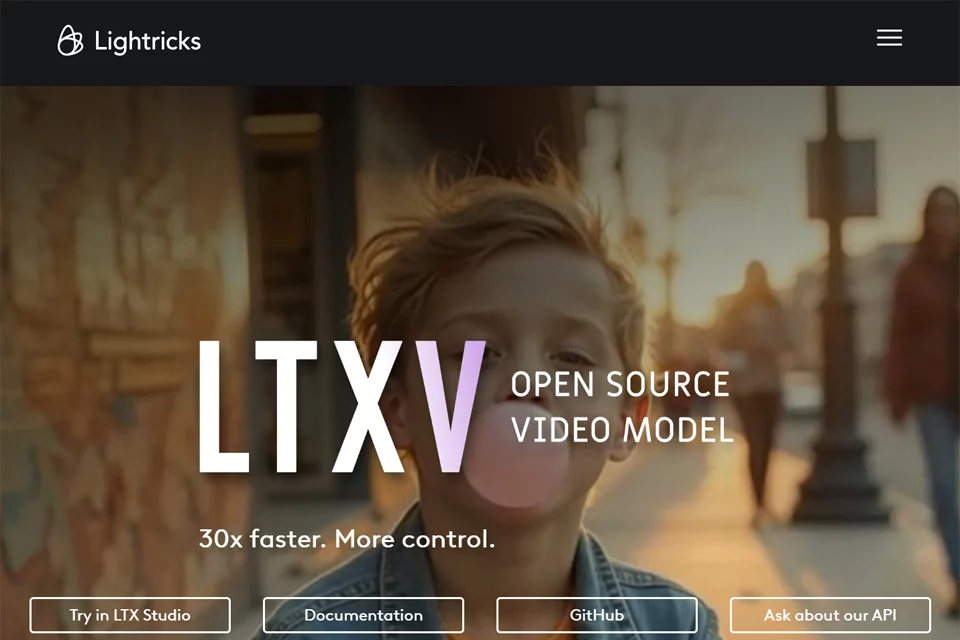 Lightricks
LTXV
OPEN SOURCE
VIDEO MODEL
30x faster. More control.
Try in LTX Studio
Documentation
GitHub
Ask about our API